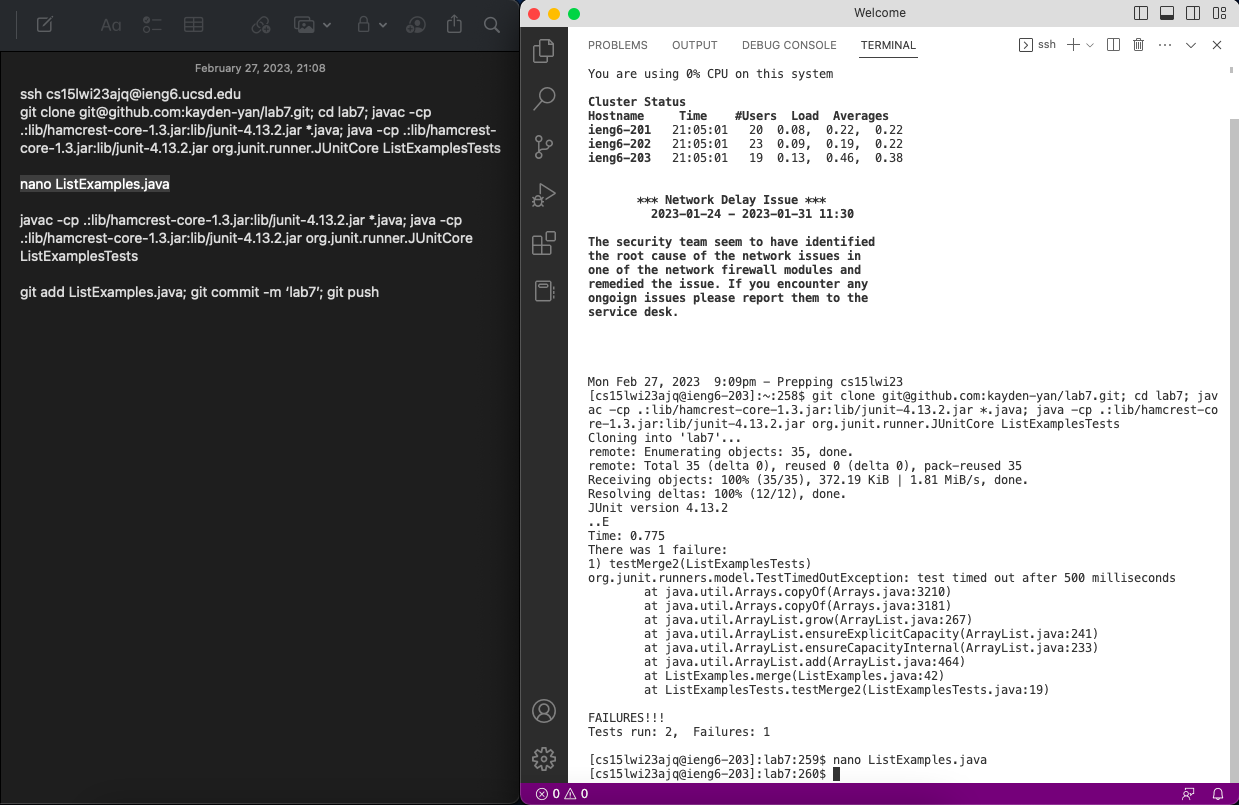 Aa
February 27, 2023, 21:08
ssh cs15lwi23ajq@ieng6.ucsd.edu
git clone git@github.com:kayden-yan/lab7.git; cd lab7; javac -cp
.:lib/hamcrest-core-1.3.jar:lib/junit-4.13.2.jar *.java; java -cp .:lib/hamcrest-
core-1.3.jar:lib/junit-4.13.2.jar org.junit.runner.JUnitCore ListExamplesTests
nano ListExamples.java
javac -cp .:lib/hamcrest-core-1.3.jar:lib/junit-4.13.2.jar *.java; java -cp
.:lib/hamcrest-core-1.3.jar:lib/junit-4.13.2.jar org.junit.runner.JUnitCore
ListExamplesTests
git add ListExamples.java; git commit -m ‘lab7’; git push
Welcome
PROBLEMS OUTPUT DEBUG CONSOLE TERMINAL ssh
You are using 0% CPU on this system
Cluster Status
Hostname Time #Users Load Averages
ieng6-201 21:05:01 20 0.08, 0.22, 0.22
ieng6-202 21:05:01 23 0.09, 0.19, 0.22
ieng6-203 21:05:01 19 0.13, 0.46, 0.38
*** Network Delay Issue ***
2023-01-24 - 2023-01-31 11:30
The security team seem to have identified
the root cause of the network issues in
one of the network firewall modules and
remedied the issue. If you encounter any
ongoign issues please report them to the
service desk.
Mon Feb 27, 2023 9:09pm - Prepping cs15lwi23
[cs15lwi23ajq@ieng6-203]:~:258$ git clone git@github.com:kayden-yan/lab7.git; cd lab7; jav
ac -cp .:lib/hamcrest-core-1.3.jar:lib/junit-4.13.2.jar *.java; java -cp .:lib/hamcrest-co
re-1.3.jar:lib/junit-4.13.2.jar org.junit.runner.JUnitCore ListExamplesTests
Cloning into 'lab7'...
remote: Enumerating objects: 35, done.
remote: Total 35 (delta 0), reused 0 (delta 0), pack-reused 35
Receiving objects: 100% (35/35), 372.19 KiB | 1.81 MiB/s, done.
Resolving deltas: 100% (12/12), done.
JUnit version 4.13.2
..E
Time: 0.775
There was 1 failure:
1) testMerge2(ListExamplesTests)
org.junit.runners.model.TestTimedOutException: test timed out after 500 milliseconds
at java.util.Arrays.copyOf(Arrays.java:3210)
at java.util.Arrays.copyOf(Arrays.java:3181)
at java.util.ArrayList.grow(ArrayList.java:267)
at java.util.ArrayList.ensureExplicitCapacity(ArrayList.java:241)
at java.util.ArrayList.ensureCapacityInternal(ArrayList.java:233)
at java.util.ArrayList.add(ArrayList.java:464)
at ListExamples.merge(ListExamples.java:42)
at ListExamplesTests.testMerge2(ListExamplesTests.java:19)
FAILURES!!!
Tests run: 2, Failures: 1
[cs15lwi23ajq@ieng6-203]:lab7:259$ nano ListExamples.java
[cs15lwi23ajq@ieng6-203]:lab7:260$
0 0